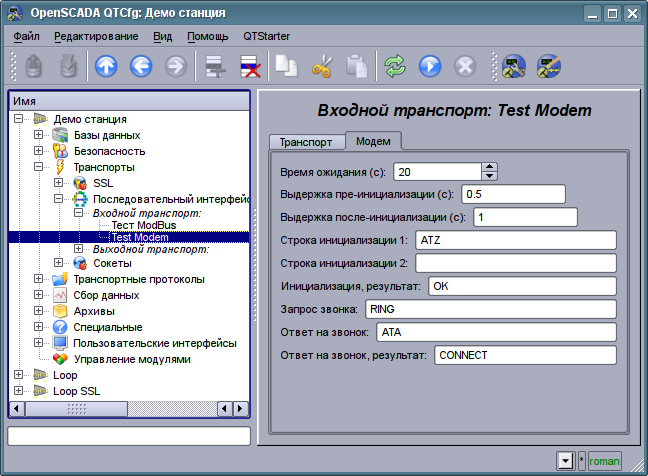 OpenSCADA QTCfg: Демо станция
Файл Редактирование Вид Помощь QTStarter
Имя
Демо станция
Базы данных
Безопасность
Транспорты
SSL
Последовательный интерфейс
Входной транспорт:
Тест ModBus
Test Modem
Выходной транспорт:
Сокеты
Транспортные протоколы
Сбор данных
Архивы
Специальные
Пользовательские интерфейсы
Управление модулями
Loop
Loop SSL
Входной транспорт: Test Modem
Транспорт Модем
Время ожидания (с): 20
Выдержка пре-инициализации (с): 0.5
Выдержка после-инициализации (с): 1
Строка инициализации 1: ATZ
Строка инициализации 2:
Инициализация, результат: OK
Запрос звонка: RING
Ответ на звонок: ATA
Ответ на звонок, результат: CONNECT
* roman